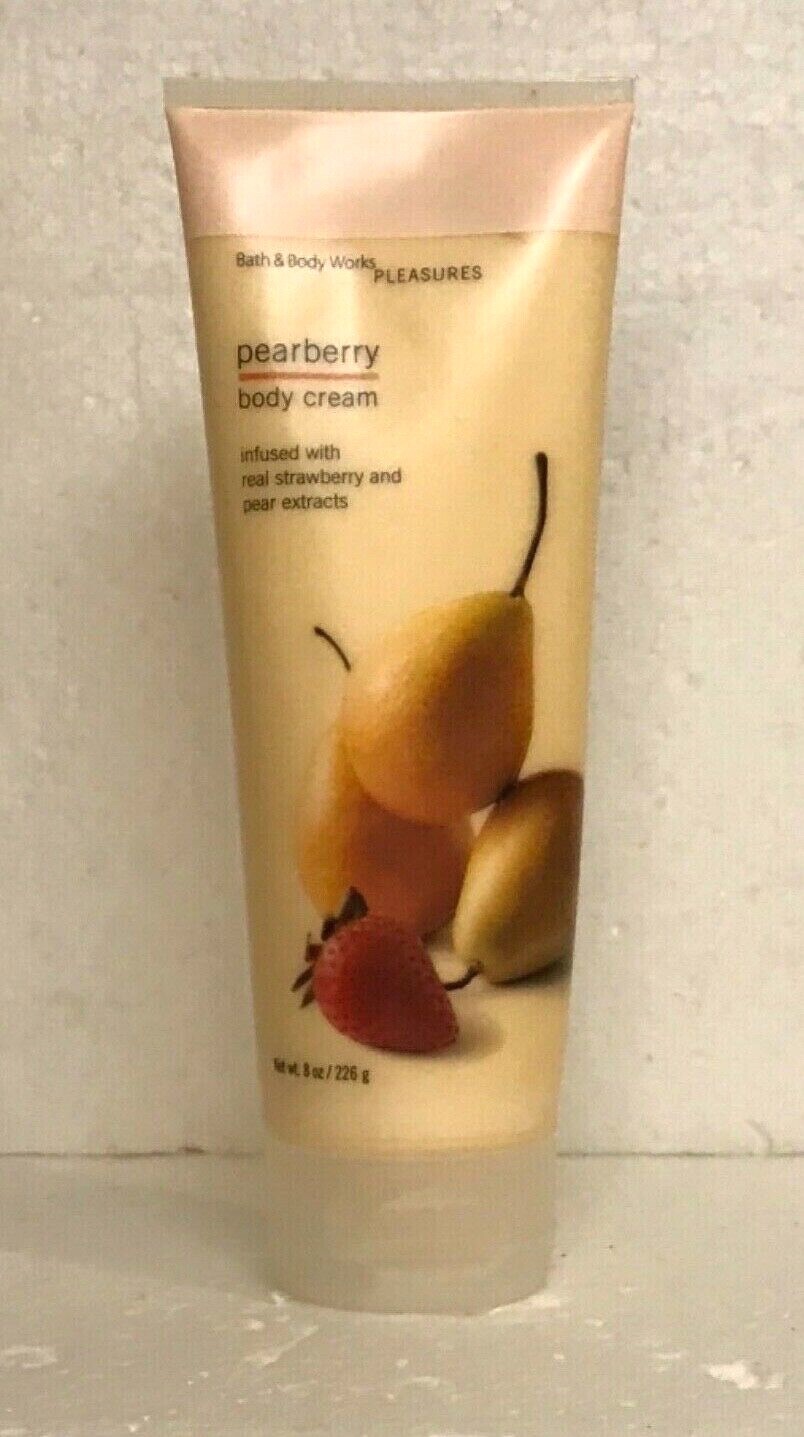 Bath & Body Works PLEASURES
pearberry
body cream
infused with
real strawberry and
pear extracts
Net wt. 8 oz / 226 g